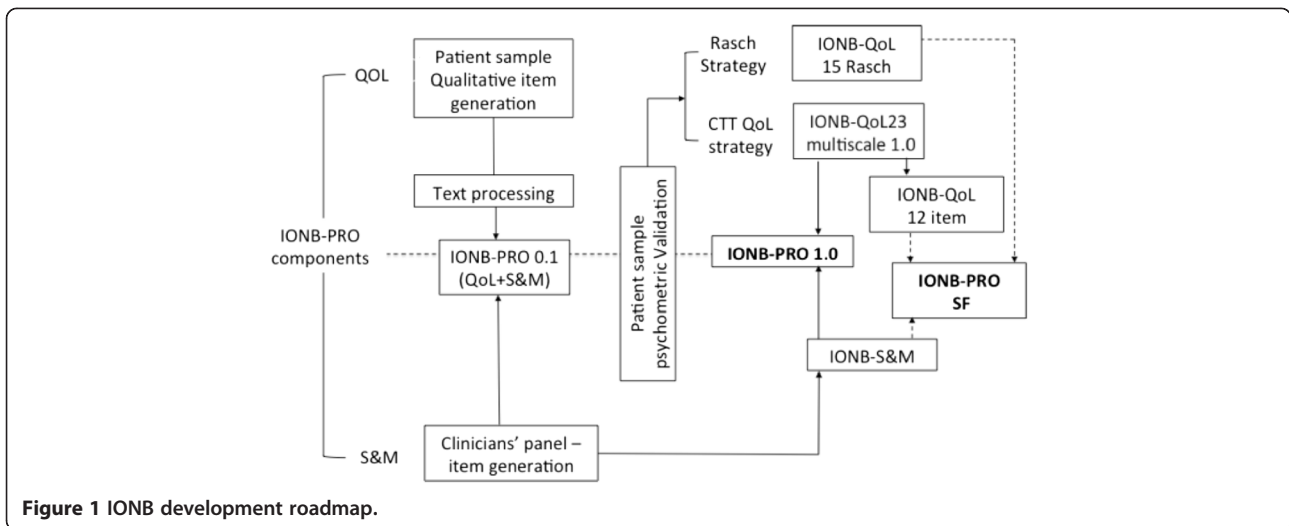 QOL
Patient sample
Qualitative item
generation
Text processing
IONB-PRO
components
IONB-PRO 0.1
(QoL+S&M)
S&M
Clinicians’ panel –
item generation
Patient sample
psychometric Validation
Rasch
Strategy
IONB-QoL
15 Rasch
CTT QoL
strategy
IONB-QoL23
multiscale 1.0
IONB-QoL
12 item
IONB-PRO 1.0
IONB-PRO
SF
IONB-S&M
Figure 1 IONB development roadmap.